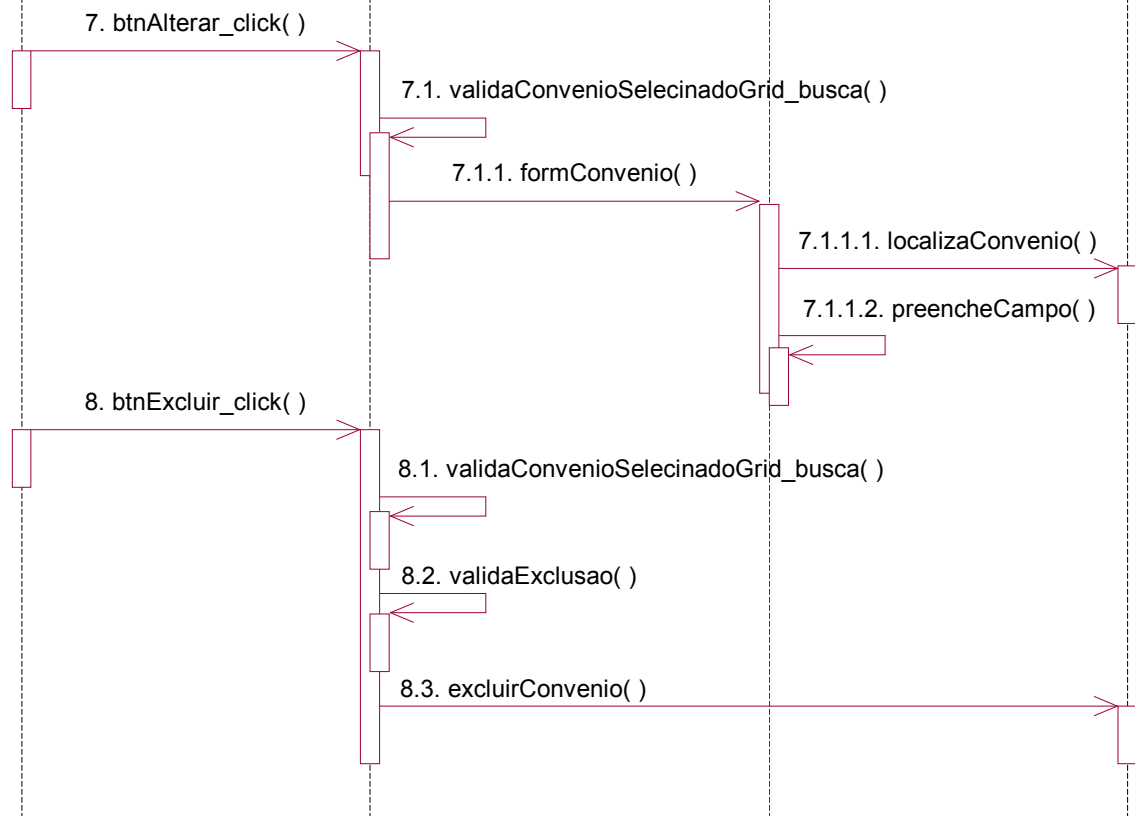 7. btnAlterar_click( )
7.1. validaConvenioSelecinadoGrid_busca( )
7.1.1. formConvenio( )
7.1.1.1. localizaConvenio( )
7.1.1.2. preencheCampo( )
8. btnExcluir_click( )
8.1. validaConvenioSelecinadoGrid_busca( )
8.2. validaExclusao( )
8.3. excluirConvenio( )